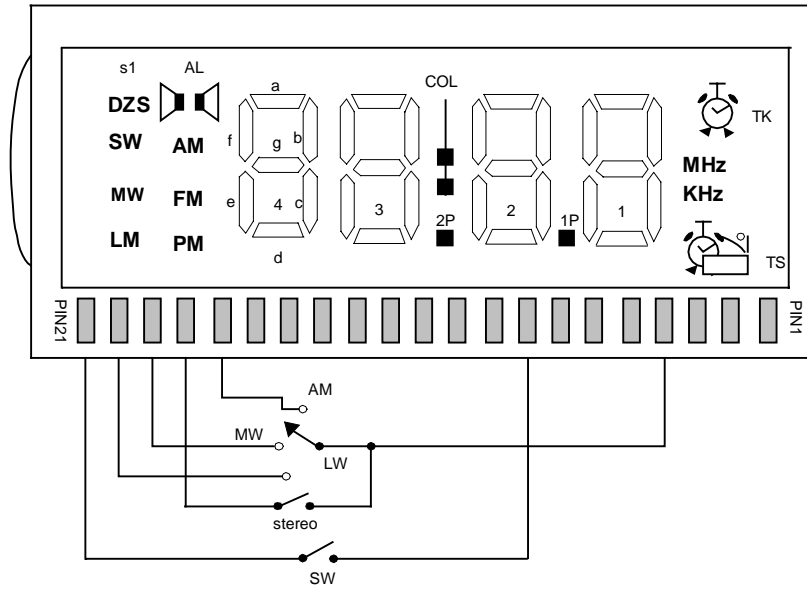 s1 AL a COL
DZS TK
SW AM f g b MHz
MW FM e 4 c 3 2 1 KHz
2P 1P
LM PM d TS
PIN21 PIN1
AM
MW LW
stereo
SW